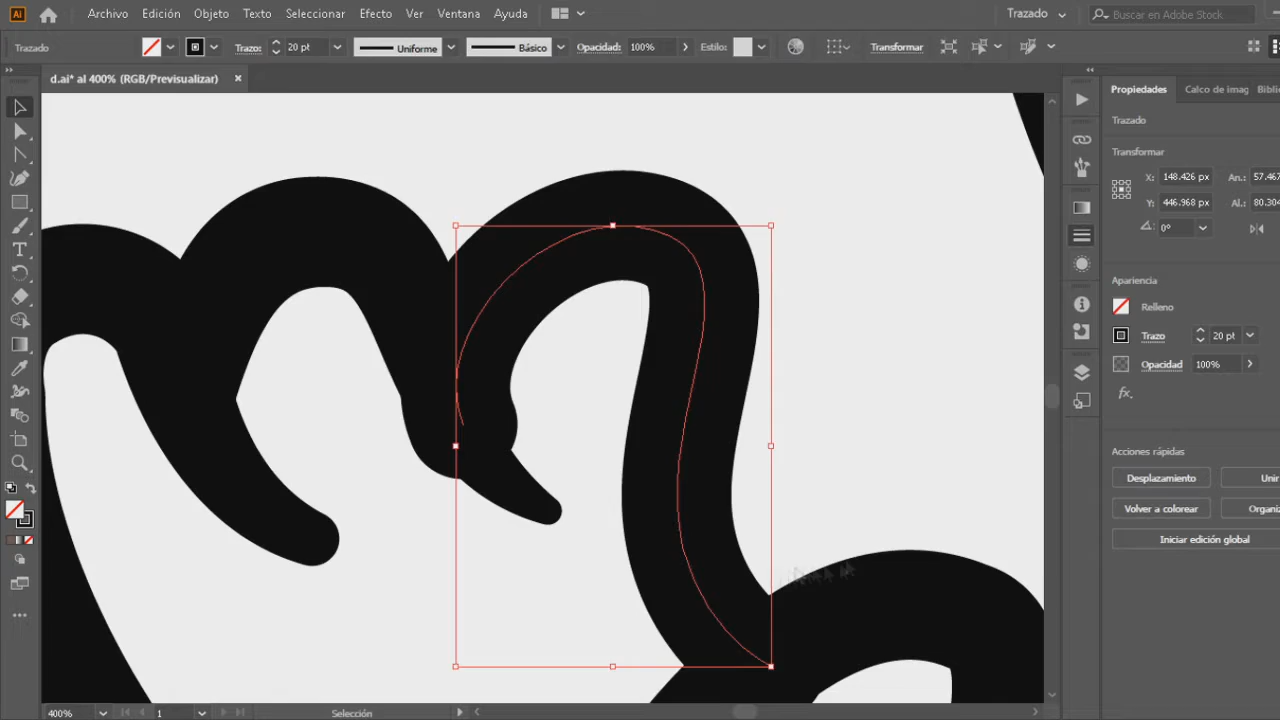 Ai Archivo Edición Objeto Texto Seleccionar Efecto Ver Ventana Ayuda Trazado Buscar en Adobe Stock
Trazado Trazo: 20 pt Uniforme Básico Opacidad: 100% Estilo: Transformar
d.ai* al 400% (RGB/Previsualizar) ×
Propiedades Calco de imag Bibli
Trazado
Transformar
X: 148.426 px An.: 57.467
Y: 446.968 px Al.: 80.304
0°
Apariencia
Relleno
Trazo 20 pt
Opacidad 100%
fx.
Acciones rápidas
Desplazamiento Unir
Volver a colorear Organiz
Iniciar edición global
400% 1 Selección